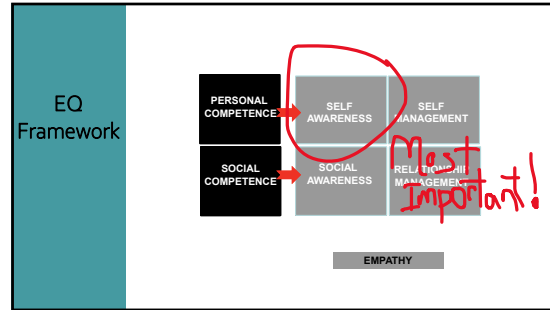 EQ
Framework
PERSONAL
COMPETENCE
SELF
AWARENESS
SELF
MANAGEMENT
SOCIAL
COMPETENCE
SOCIAL
AWARENESS
RELATIONSHIP
MANAGEMENT
Most
Important!
EMPATHY